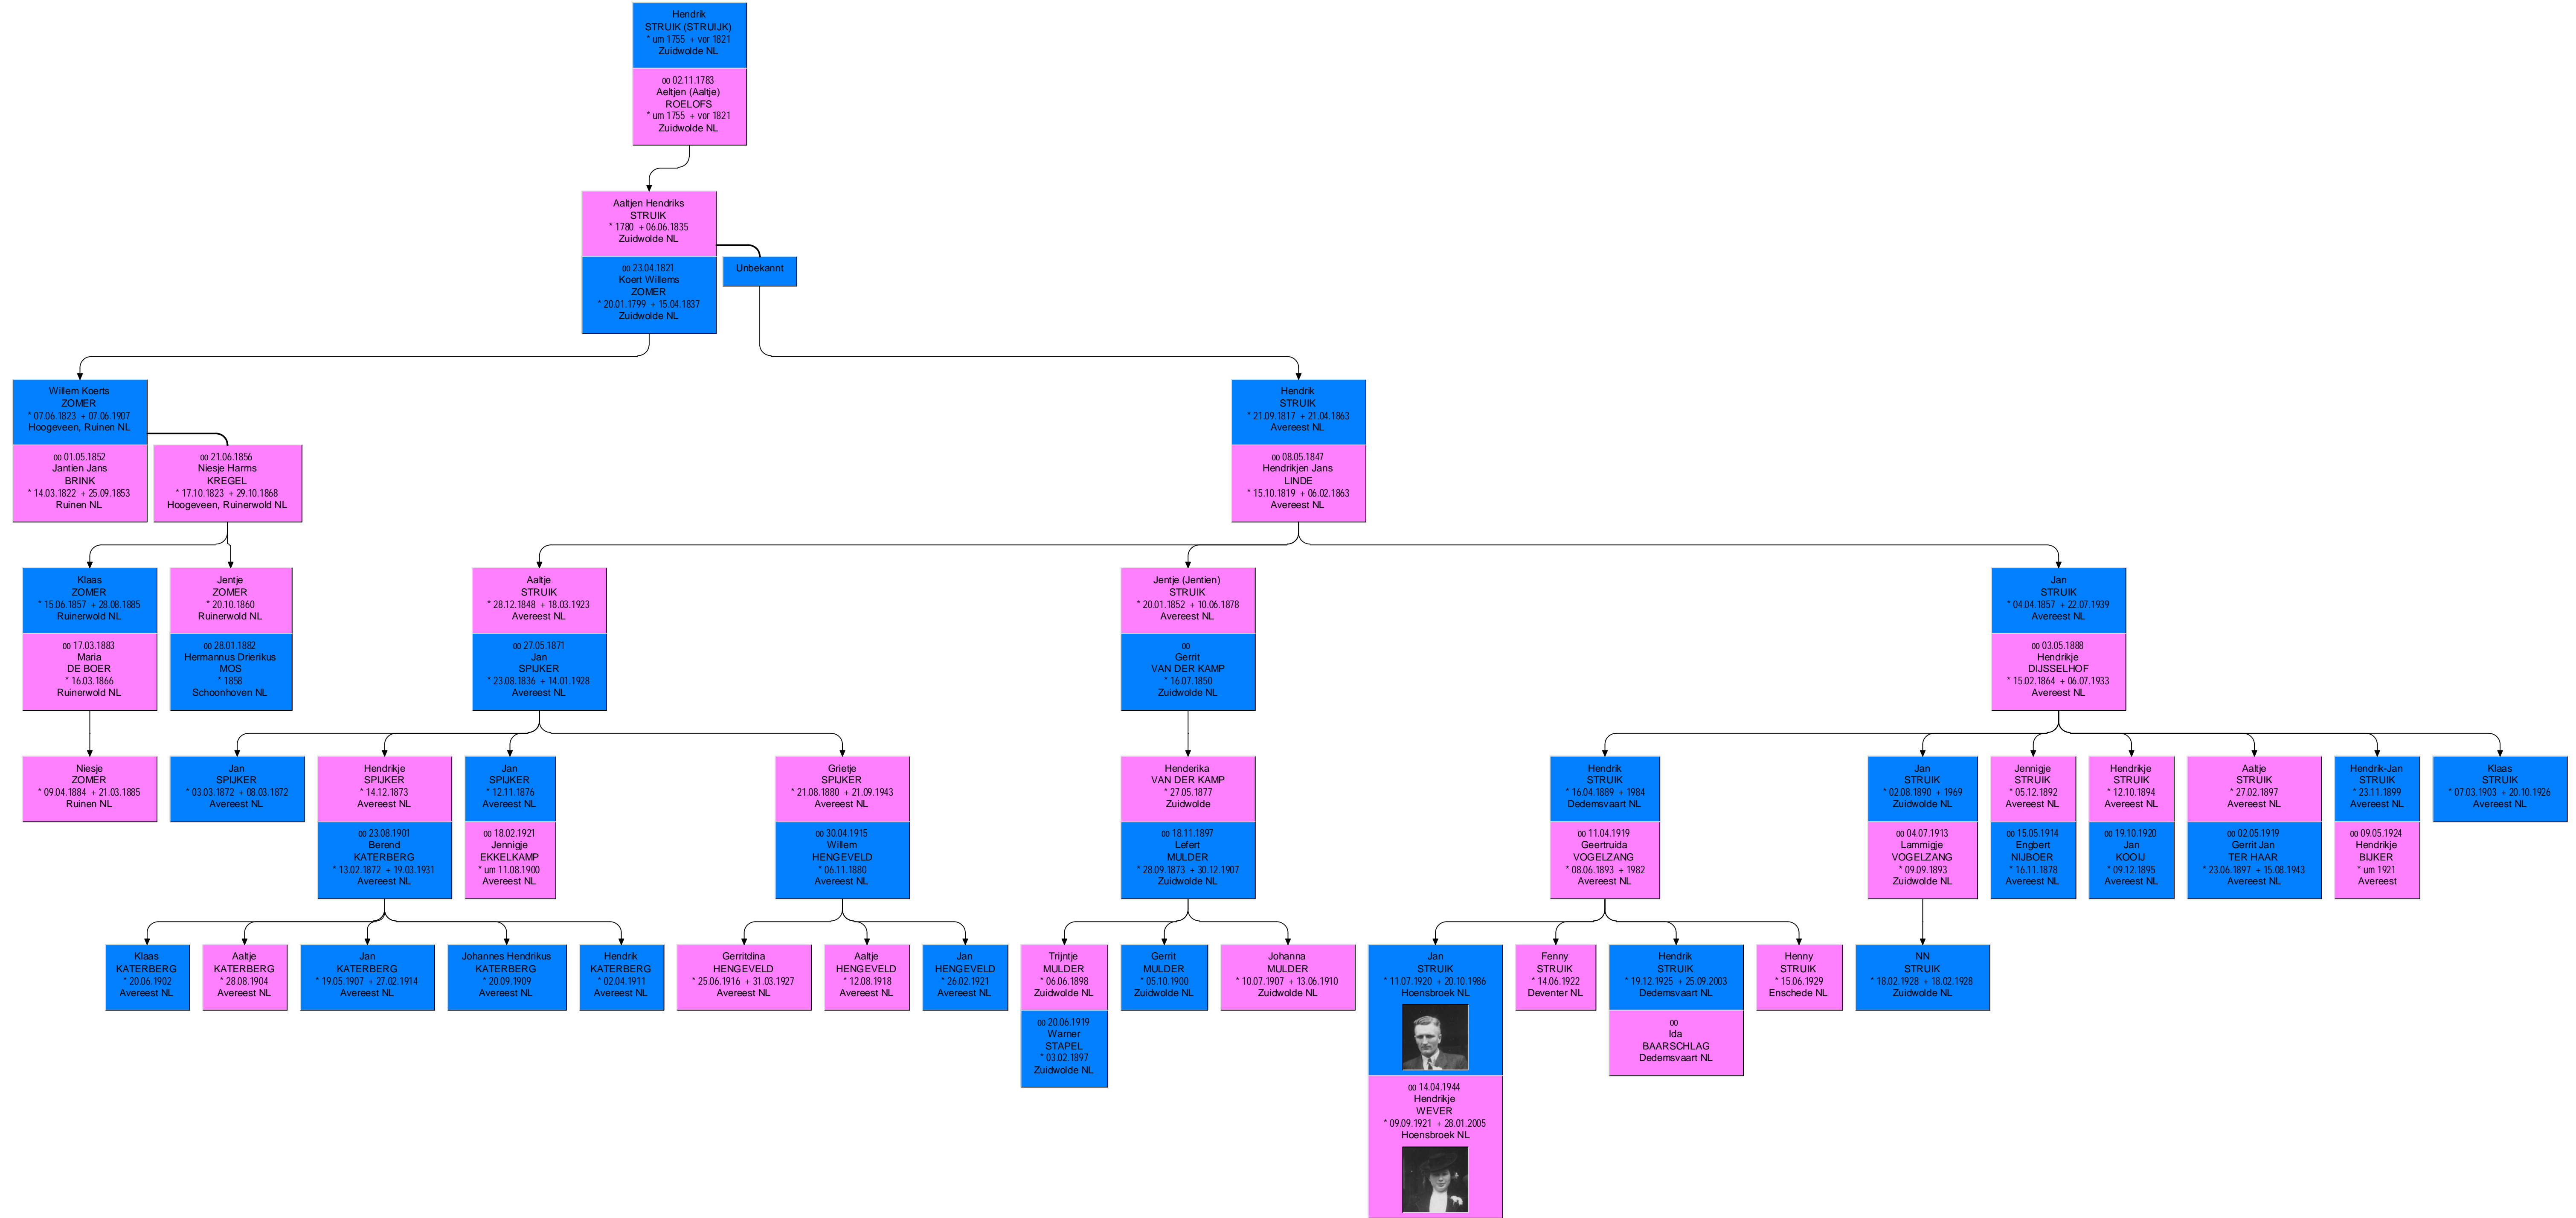 Hendrik
STRUIK (STRUIJK)
* um 1755 + vor 1821
Zuidwolde NL
oo 02.11.1783
Aeltjen (Aaltje)
ROELOFS
* um 1755 + vor 1821
Zuidwolde NL
Aaltjen Hendriks
STRUIK
* 1780 + 06.06.1835
Zuidwolde NL
oo 23.04.1821
Koert Willems
ZOMER
* 20.01.1799 + 15.04.1837
Zuidwolde NL
Unbekannt
Willem Koerts
ZOMER
* 07.06.1823 + 07.06.1907
Hoogeveen, Ruinen NL
oo 01.05.1852
Jantien Jans
BRINK
* 14.03.1822 + 25.09.1853
Ruinen NL
oo 21.06.1856
Niesje Harms
KREGEL
* 17.10.1823 + 29.10.1868
Hoogeveen, Ruinerwold NL
Hendrik
STRUIK
* 21.09.1817 + 21.04.1863
Avereest NL
oo 08.05.1847
Hendrikjen Jans
LINDE
* 15.10.1819 + 06.02.1863
Avereest NL
Klaas
ZOMER
* 15.06.1857 + 28.08.1885
Ruinerwold NL
oo 17.03.1883
Maria
DE BOER
* 16.03.1866
Ruinerwold NL
Jentje
ZOMER
* 20.10.1860
Ruinerwold NL
oo 28.01.1882
Hermannus Drierikus
MOS
* 1858
Schoonhoven NL
Aaltje
STRUIK
* 28.12.1848 + 18.03.1923
Avereest NL
oo 27.05.1871
Jan
SPIJKER
* 23.08.1836 + 14.01.1928
Avereest NL
Jentje (Jentien)
STRUIK
* 20.01.1852 + 10.06.1878
Avereest NL
oo
Gerrit
VAN DER KAMP
* 16.07.1850
Zuidwolde NL
Jan
STRUIK
* 04.04.1857 + 22.07.1939
Avereest NL
oo 03.05.1888
Hendrikje
DIJSSELHOF
* 15.02.1864 + 06.07.1933
Avereest NL
Niesje
ZOMER
* 09.04.1884 + 21.03.1885
Ruinen NL
Jan
SPIJKER
* 03.03.1872 + 08.03.1872
Avereest NL
Hendrikje
SPIJKER
* 14.12.1873
Avereest NL
oo 23.08.1901
Berend
KATERBERG
* 13.02.1872 + 19.03.1931
Avereest NL
Jan
SPIJKER
* 12.11.1876
Avereest NL
oo 18.02.1921
Jennigje
EKKELKAMP
* um 11.08.1900
Avereest NL
Grietje
SPIJKER
* 21.08.1880 + 21.09.1943
Avereest NL
oo 30.04.1915
Willem
HENGEVELD
* 06.11.1880
Avereest NL
Henderika
VAN DER KAMP
* 27.05.1877
Zuidwolde
oo 18.11.1897
Lefert
MULDER
* 28.09.1873 + 30.12.1907
Zuidwolde NL
Hendrik
STRUIK
* 16.04.1889 + 1984
Dedemsvaart NL
oo 11.04.1919
Geertruida
VOGELZANG
* 08.06.1893 + 1982
Avereest NL
Jan
STRUIK
* 02.08.1890 + 1969
Zuidwolde NL
oo 04.07.1913
Lammigje
VOGELZANG
* 09.09.1893
Zuidwolde NL
Jennigje
STRUIK
* 05.12.1892
Avereest NL
oo 15.05.1914
Engbert
NIJBOER
* 16.11.1878
Avereest NL
Hendrikje
STRUIK
* 12.10.1894
Avereest NL
oo 19.10.1920
Jan
KOOIJ
* 09.12.1895
Avereest NL
Aaltje
STRUIK
* 27.02.1897
Avereest NL
oo 02.05.1919
Gerrit Jan
TER HAAR
* 23.06.1897 + 15.08.1943
Avereest NL
Hendrik-Jan
STRUIK
* 23.11.1899
Avereest NL
oo 09.05.1924
Hendrikje
BIJKER
* um 1921
Avereest
Klaas
STRUIK
* 07.03.1903 + 20.10.1926
Avereest NL
Klaas
KATERBERG
* 20.06.1902
Avereest NL
Aaltje
KATERBERG
* 28.08.1904
Avereest NL
Jan
KATERBERG
* 19.05.1907 + 27.02.1914
Avereest NL
Johannes Hendrikus
KATERBERG
* 20.09.1909
Avereest NL
Hendrik
KATERBERG
* 02.04.1911
Avereest NL
Gerritdina
HENGEVELD
* 25.06.1916 + 31.03.1927
Avereest NL
Aaltje
HENGEVELD
* 12.08.1918
Avereest NL
Jan
HENGEVELD
* 26.02.1921
Avereest NL
Trijntje
MULDER
* 06.06.1898
Zuidwolde NL
oo 20.06.1919
Warner
STAPEL
* 03.02.1897
Zuidwolde NL
Gerrit
MULDER
* 05.10.1900
Zuidwolde NL
Johanna
MULDER
* 10.07.1907 + 13.06.1910
Zuidwolde NL
Jan
STRUIK
* 11.07.1920 + 20.10.1986
Hoensbroek NL
oo 14.04.1944
Hendrikje
WEVER
* 09.09.1921 + 28.01.2005
Hoensbroek NL
Fenny
STRUIK
* 14.06.1922
Deventer NL
Hendrik
STRUIK
* 19.12.1925 + 25.09.2003
Dedemsvaart NL
oo
Ida
BAARSCHLAG
Dedemsvaart NL
Henny
STRUIK
* 15.06.1929
Enschede NL
NN
STRUIK
* 18.02.1928 + 18.02.1928
Zuidwolde NL